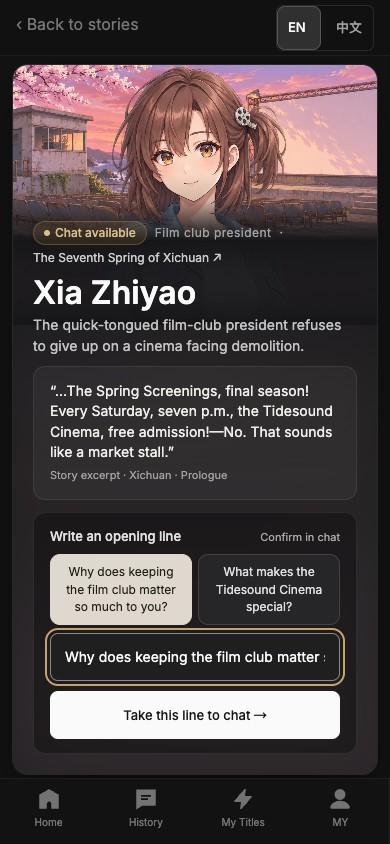 ‹ Back to stories
EN
中文
Chat available
Film club president ·
The Seventh Spring of Xichuan ↗
Xia Zhiyao
The quick-tongued film-club president refuses
to give up on a cinema facing demolition.
“…The Spring Screenings, final season!
Every Saturday, seven p.m., the Tidesound
Cinema, free admission!—No. That sounds
like a market stall.”
Story excerpt · Xichuan · Prologue
Write an opening line
Confirm in chat
Why does keeping
the film club matter
so much to you?
What makes the
Tidesound Cinema
special?
Why does keeping the film club matter
Take this line to chat →
Home
History
My Titles
MY